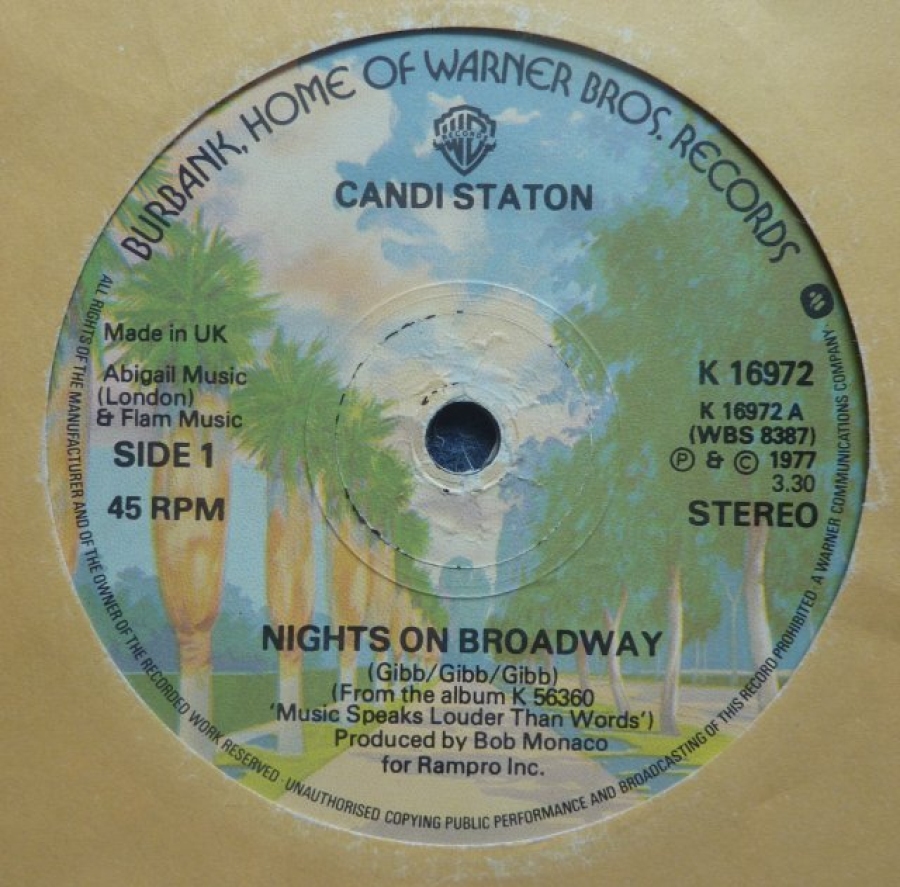 BURBANK, HOME OF WARNER BROS. RECORDS
WB
RECORDS
CANDI STATON
Made in UK
Abigail Music
(London)
& Flam Music
SIDE 1
45 RPM
K 16972
K 16972 A
(WBS 8387)
Ⓟ & © 1977
3.30
STEREO
NIGHTS ON BROADWAY
(Gibb/Gibb/Gibb)
(From the album K 56360
'Music Speaks Louder Than Words')
Produced by Bob Monaco
for Rampro Inc.
ALL RIGHTS OF THE MANUFACTURER AND OF THE OWNER OF THE RECORDED WORK RESERVED · UNAUTHORISED COPYING PUBLIC PERFORMANCE AND BROADCASTING OF THIS RECORD PROHIBITED · A WARNER COMMUNICATIONS COMPANY